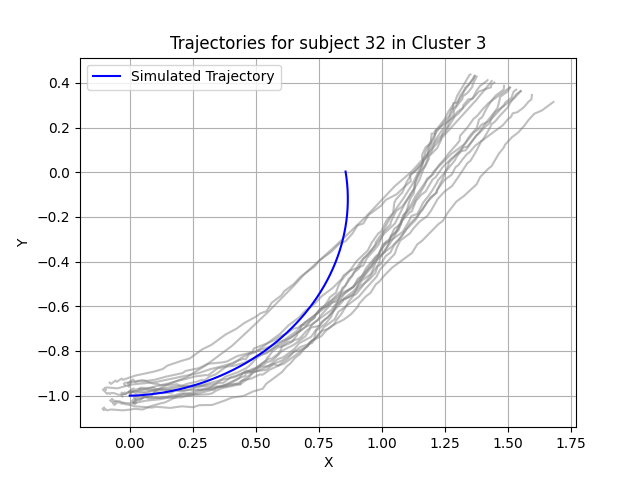 Trajectories for subject 32 in Cluster 3
Simulated Trajectory
Y
0.4
0.2
0.0
−0.2
−0.4
−0.6
−0.8
−1.0
0.00 0.25 0.50 0.75 1.00 1.25 1.50 1.75
X